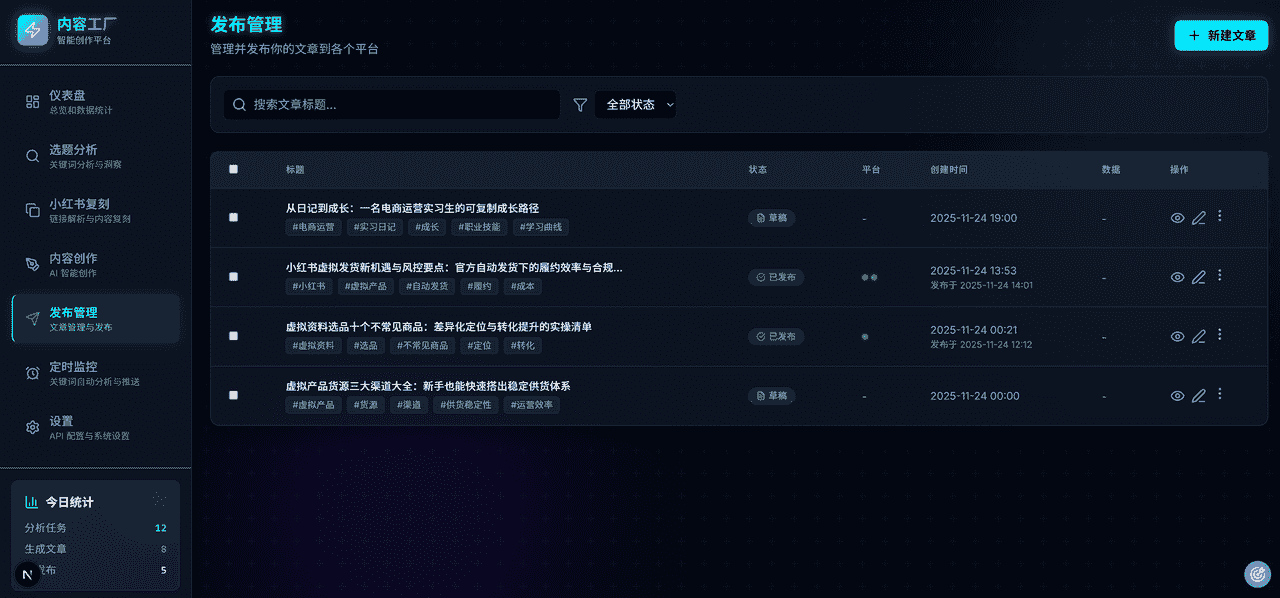 内容工厂
智能创作平台
仪表盘
总览和数据统计
选题分析
关键词分析与洞察
小红书复刻
链接解析与内容复刻
内容创作
AI 智能创作
发布管理
文章管理与发布
定时监控
关键词自动分析与推送
设置
API 配置与系统设置
今日统计
分析任务 12
生成文章 8
发布 5
N
发布管理
管理并发布你的文章到各个平台
+ 新建文章
搜索文章标题...
全部状态
标题 状态 平台 创建时间 数据 操作
从日记到成长：一名电商运营实习生的可复制成长路径
#电商运营 #实习日记 #成长 #职业技能 #学习曲线
草稿 - 2025-11-24 19:00 -
小红书虚拟发货新机遇与风控要点：官方自动发货下的履约效率与合规...
#小红书 #虚拟产品 #自动发货 #履约 #成本
已发布 2025-11-24 13:53 -
发布于 2025-11-24 14:01
虚拟资料选品十个不常见商品：差异化定位与转化提升的实操清单
#虚拟资料 #选品 #不常见商品 #定位 #转化
已发布 2025-11-24 00:21 -
发布于 2025-11-24 12:12
虚拟产品货源三大渠道大全：新手也能快速搭出稳定供货体系
#虚拟产品 #货源 #渠道 #供货稳定性 #运营效率
草稿 - 2025-11-24 00:00 -